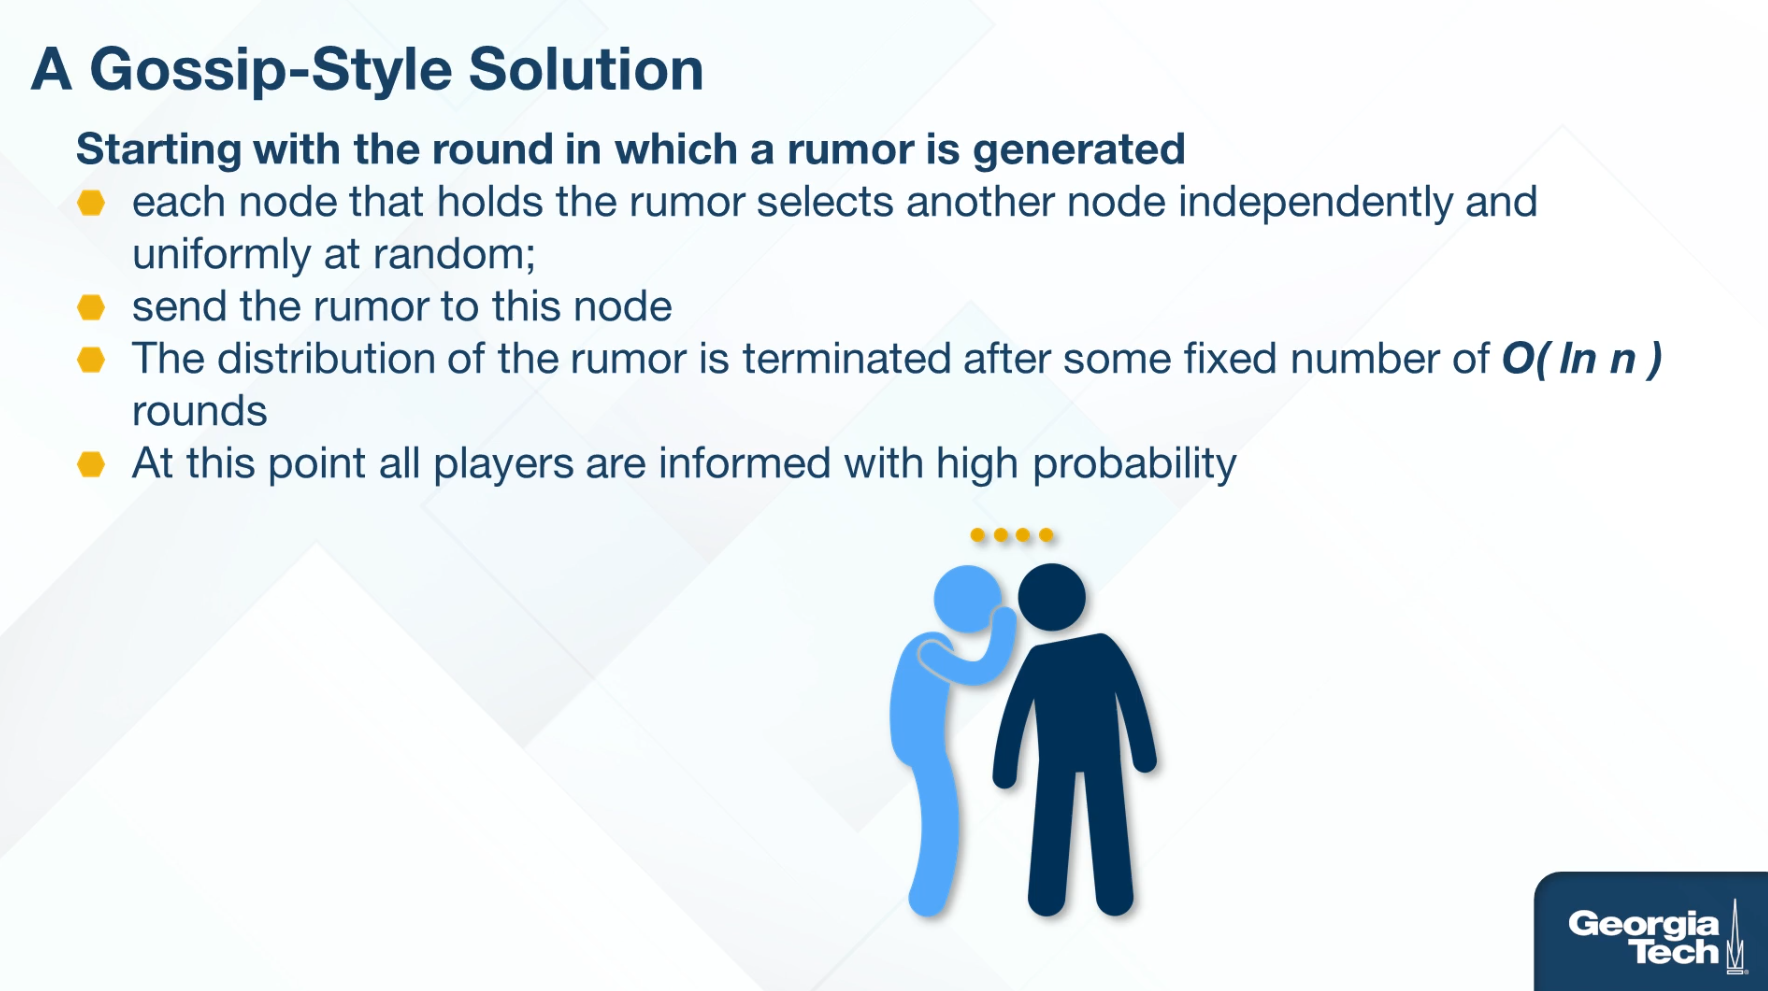 A Gossip-Style Solution
Starting with the round in which a rumor is generated
each node that holds the rumor selects another node independently and
uniformly at random;
send the rumor to this node
The distribution of the rumor is terminated after some fixed number of O( ln n )
rounds
At this point all players are informed with high probability
Georgia
Tech